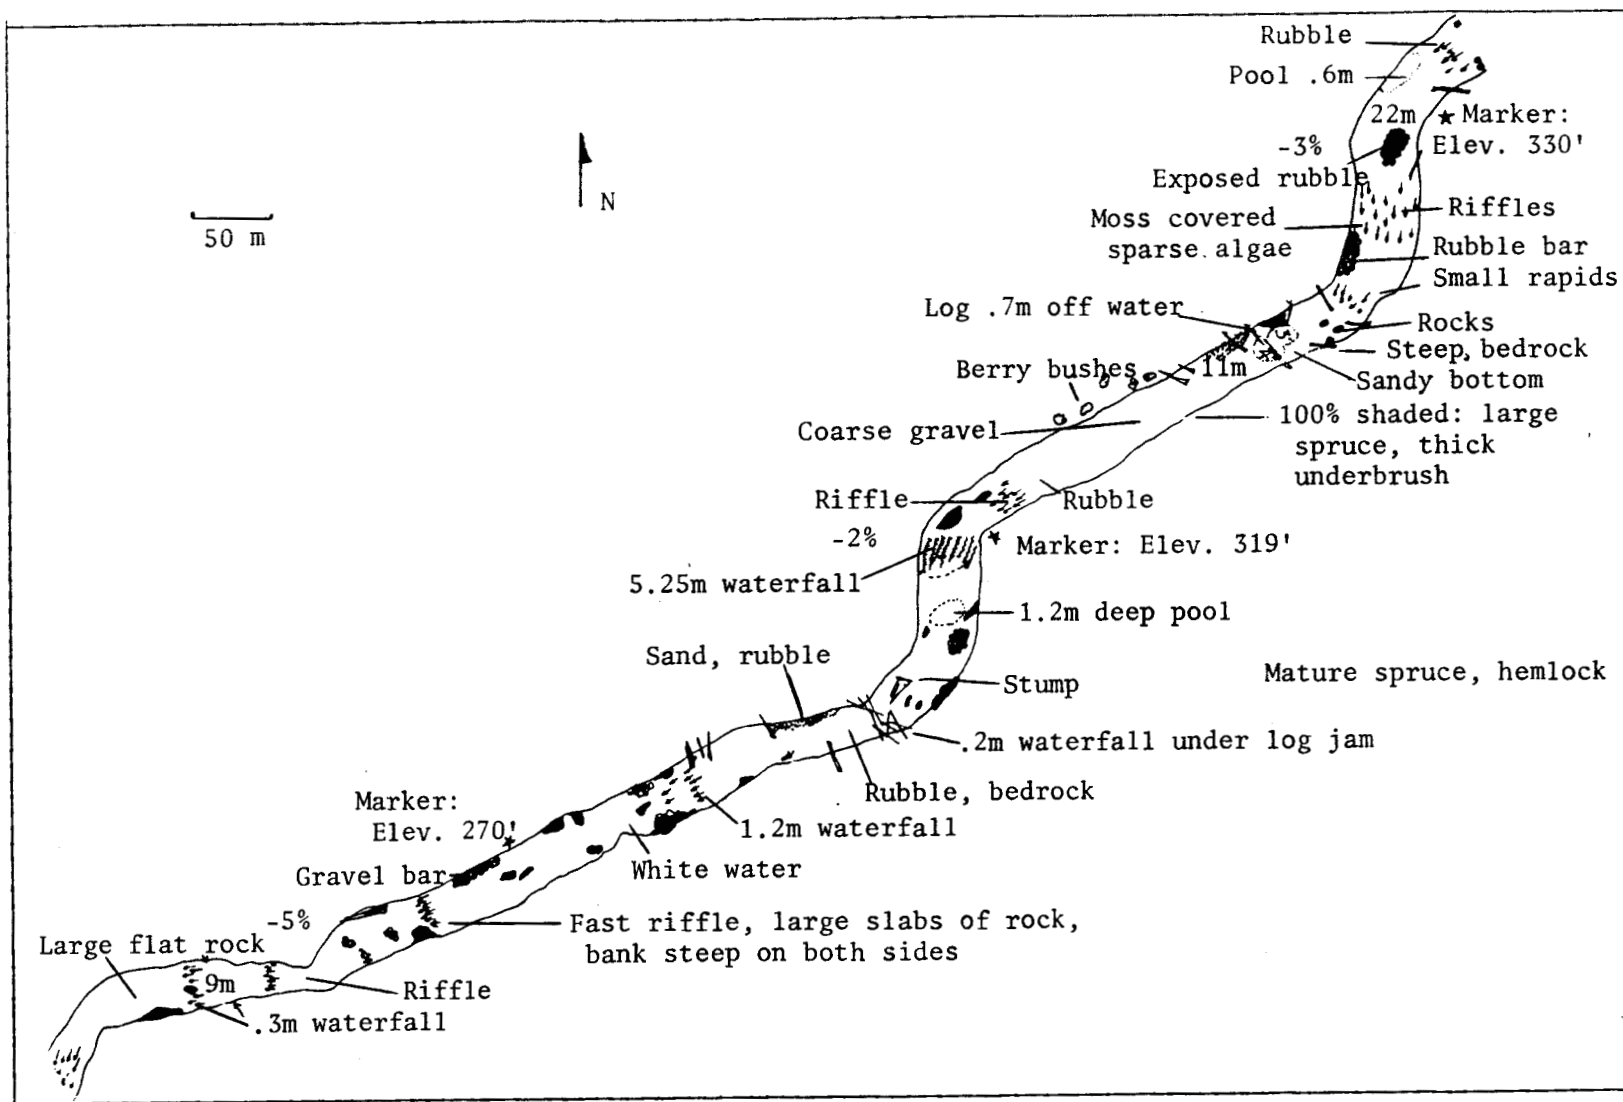 Rubble
Pool .6m
22m
Marker:
Elev. 330'
-3%
Exposed rubble
Moss covered
sparse algae
Riffles
Rubble bar
Small rapids
N
50 m
Log .7m off water
Rocks
Steep, bedrock
Sandy bottom
Berry bushes
11m
Coarse gravel
100% shaded: large
spruce, thick
underbrush
Riffle
Rubble
-2%
Marker: Elev. 319'
5.25m waterfall
1.2m deep pool
Sand, rubble
Stump
Mature spruce, hemlock
.2m waterfall under log jam
Rubble, bedrock
Marker:
Elev. 270'
1.2m waterfall
White water
Gravel bar
-5%
Fast riffle, large slabs of rock,
bank steep on both sides
Large flat rock
9m
Riffle
.3m waterfall